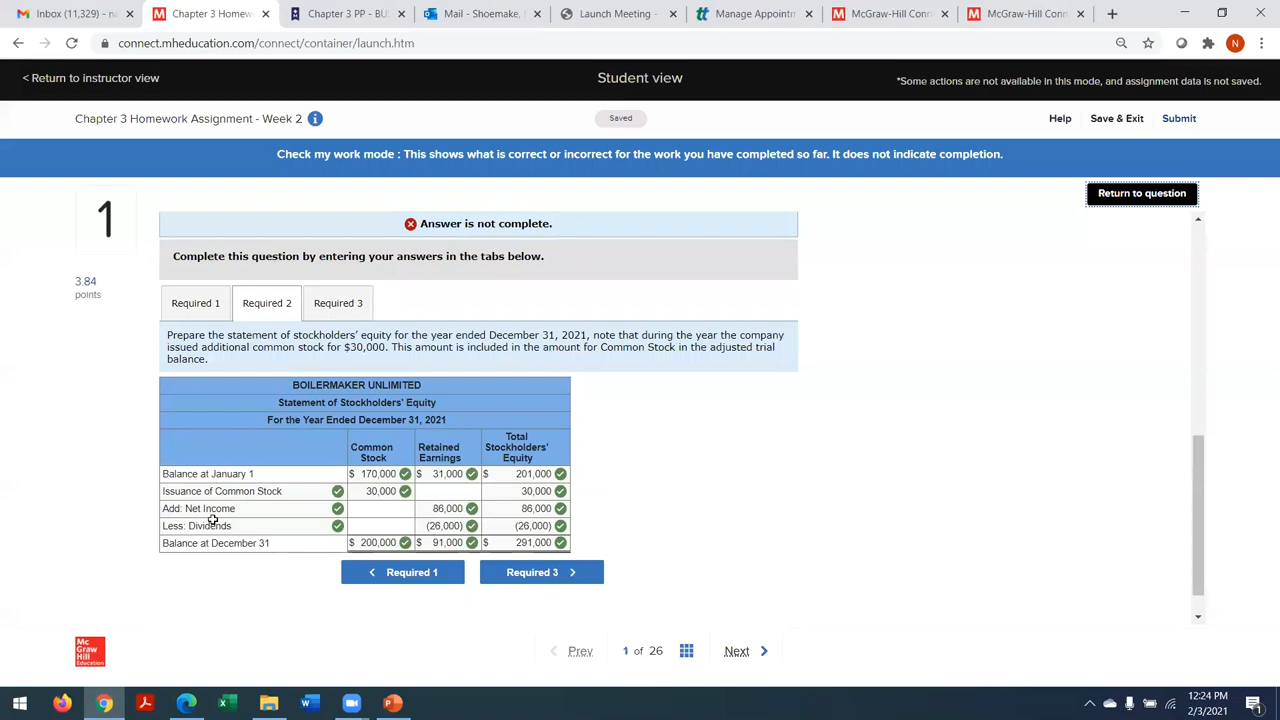 Inbox (11,329) - na
Chapter 3 Homew
Chapter 3 PP - BU
Mail - Shoemake,
Launch Meeting -
Manage Appointm
McGraw-Hill Conn
McGraw-Hill Conn
connect.mheducation.com/connect/container/launch.htm
N
< Return to instructor view
Student view
*Some actions are not available in this mode, and assignment data is not saved.
Chapter 3 Homework Assignment - Week 2
Saved
Help
Save & Exit
Submit
Check my work mode : This shows what is correct or incorrect for the work you have completed so far. It does not indicate completion.
Return to question
1
3.84
points
Answer is not complete.
Complete this question by entering your answers in the tabs below.
Required 1
Required 2
Required 3
Prepare the statement of stockholders' equity for the year ended December 31, 2021, note that during the year the company
issued additional common stock for $30,000. This amount is included in the amount for Common Stock in the adjusted trial
balance.
BOILERMAKER UNLIMITED
Statement of Stockholders' Equity
For the Year Ended December 31, 2021
Common Stock
Retained Earnings
Total Stockholders' Equity
Balance at January 1 $ 170,000 $ 31,000 $ 201,000
Issuance of Common Stock 30,000 30,000
Add: Net Income 86,000 86,000
Less: Dividends (26,000) (26,000)
Balance at December 31 $ 200,000 $ 91,000 $ 291,000
< Required 1
Required 3 >
Mc
Graw
Hill
Education
< Prev
1 of 26
Next >
12:24 PM
2/3/2021
1